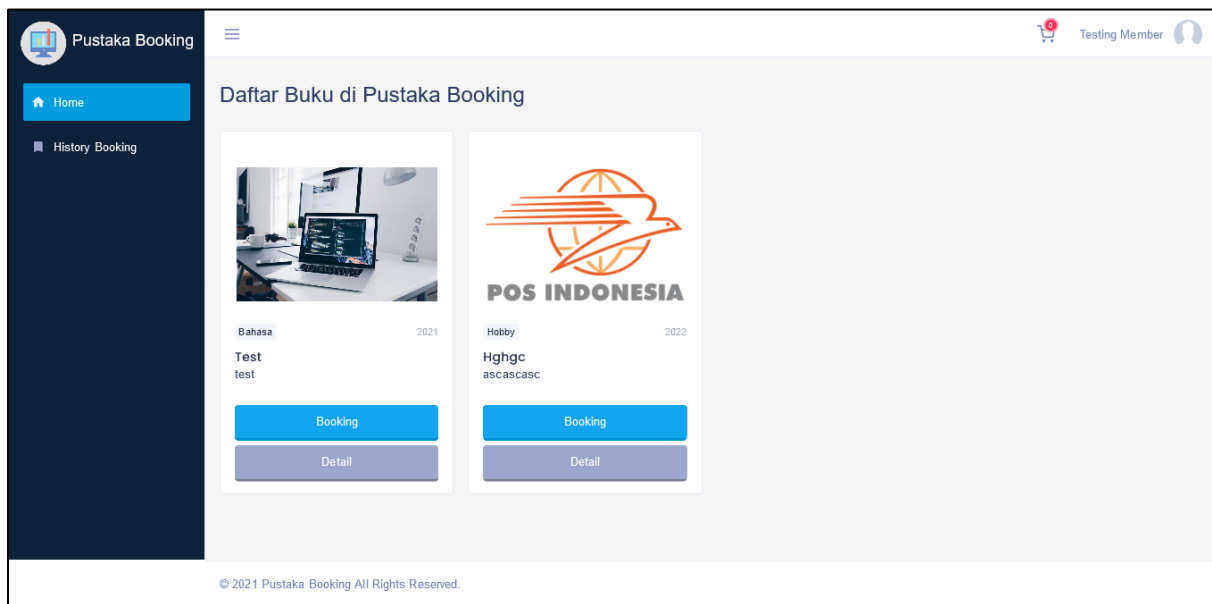 Pustaka Booking
0
Testing Member
Home
History Booking
Daftar Buku di Pustaka Booking
POS INDONESIA
Bahasa 2021
Test
test
Booking
Detail
Hobby 2022
Hghgc
ascascasc
Booking
Detail
© 2021 Pustaka Booking All Rights Reserved.